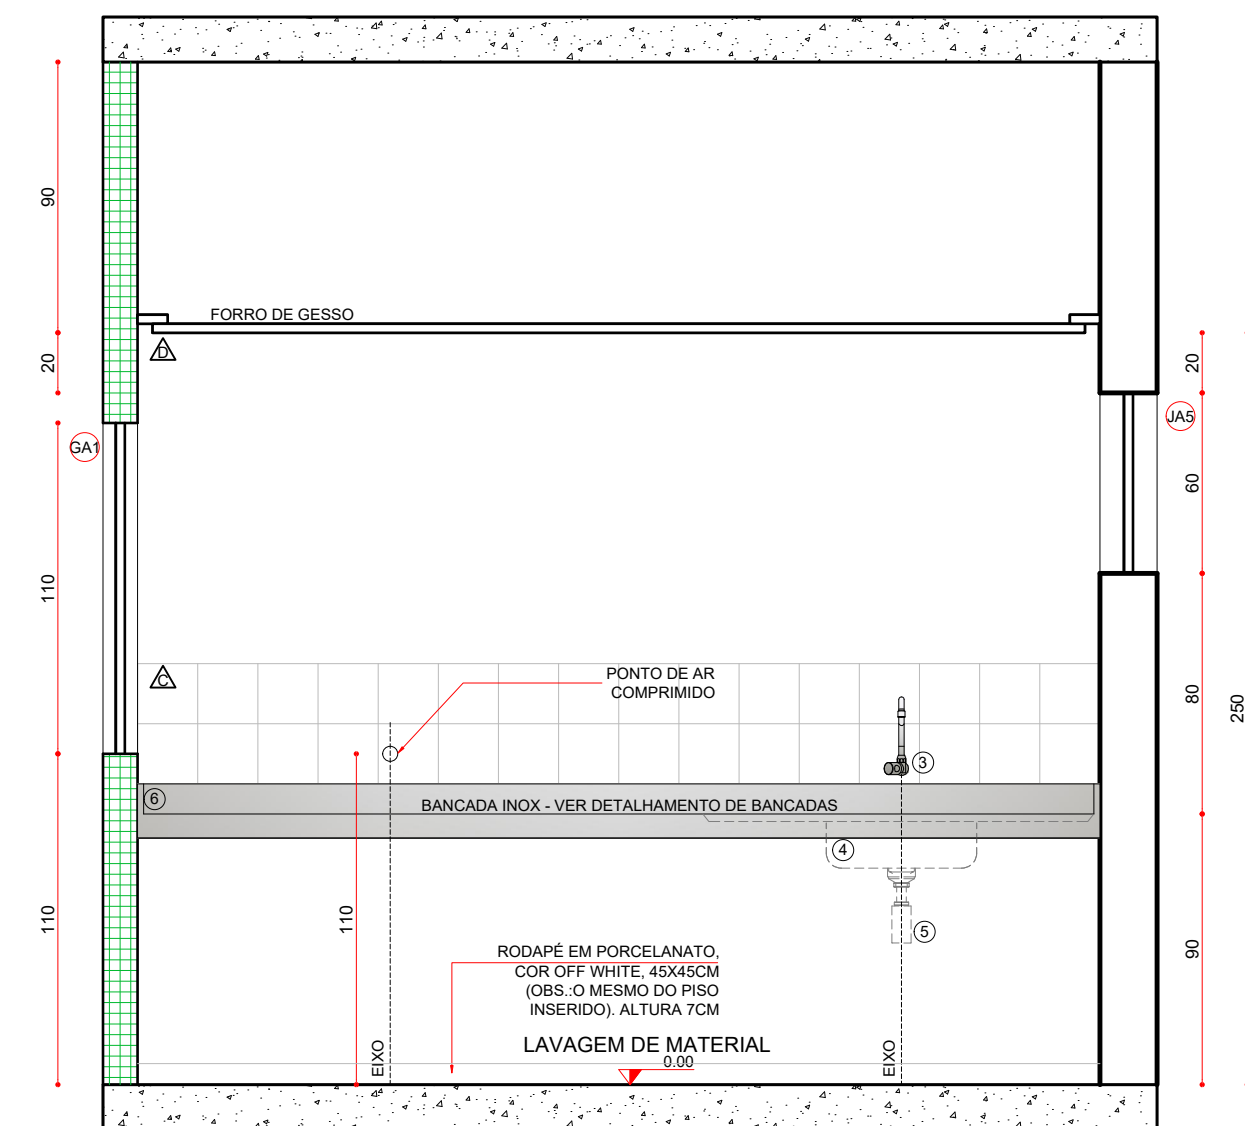 90
FORRO DE GESSO
D
20
20
GA1
JA5
60
110
C
PONTO DE AR
COMPRIMIDO
80
250
3
6
BANCADA INOX - VER DETALHAMENTO DE BANCADAS
4
5
110
110
90
RODAPÉ EM PORCELANATO,
COR OFF WHITE, 45X45CM
(OBS.:O MESMO DO PISO
INSERIDO). ALTURA 7CM
LAVAGEM DE MATERIAL
0.00
EIXO
EIXO